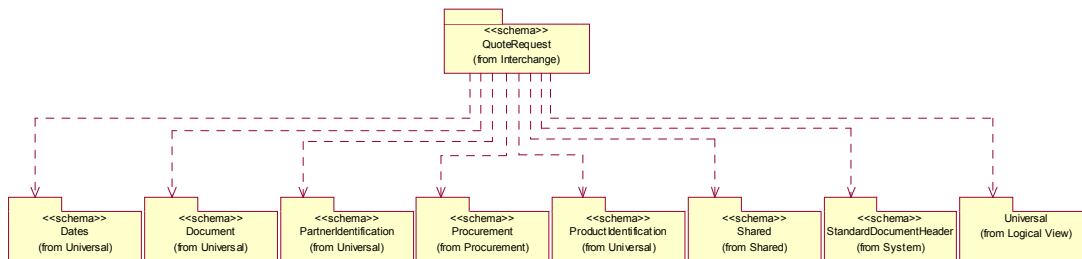 <<schema>>
QuoteRequest
(from Interchange)
<<schema>>
Dates
(from Universal)
<<schema>>
Document
(from Universal)
<<schema>>
PartnerIdentification
(from Universal)
<<schema>>
Procurement
(from Procurement)
<<schema>>
ProductIdentification
(from Universal)
<<schema>>
Shared
(from Shared)
<<schema>>
StandardDocumentHeader
(from System)
Universal
(from Logical View)